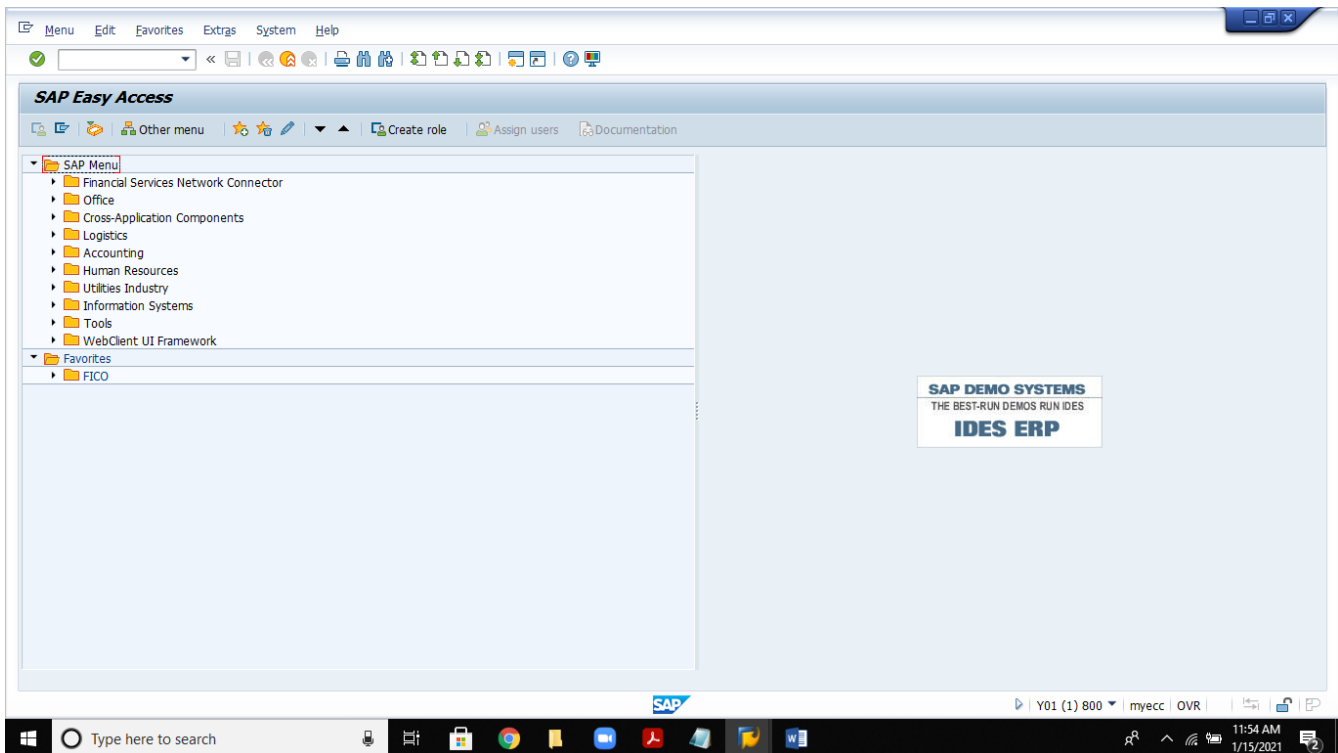 Menu Edit Favorites Extras System Help
SAP Easy Access
Other menu Create role Assign users Documentation
SAP Menu
Financial Services Network Connector
Office
Cross-Application Components
Logistics
Accounting
Human Resources
Utilities Industry
Information Systems
Tools
WebClient UI Framework
Favorites
FICO
SAP DEMO SYSTEMS
THE BEST-RUN DEMOS RUN IDES
IDES ERP
SAP
Y01 (1) 800 myecc OVR
Type here to search
11:54 AM
1/15/2021
2